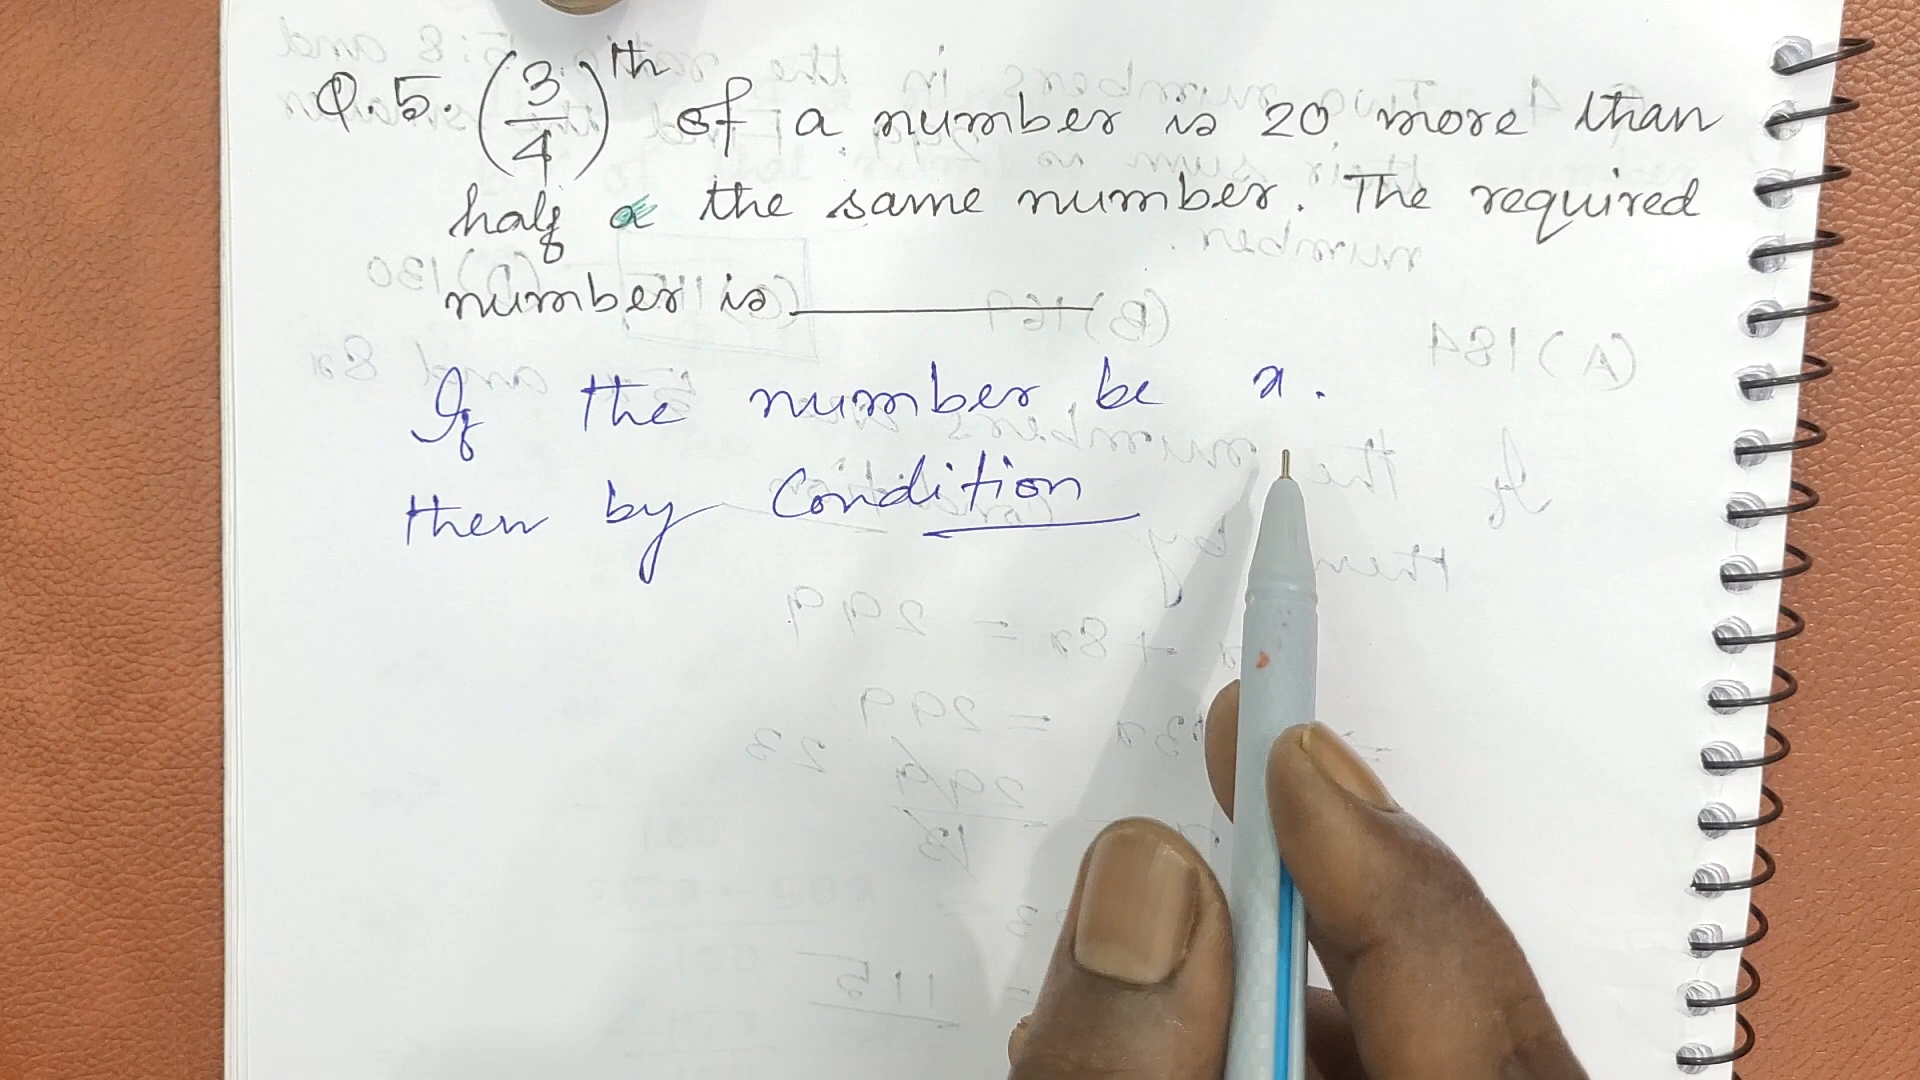 Q.5. (3/4)th of a number is 20 more than
half the same number. The required
number is ________
If the number be x.
then by Condition